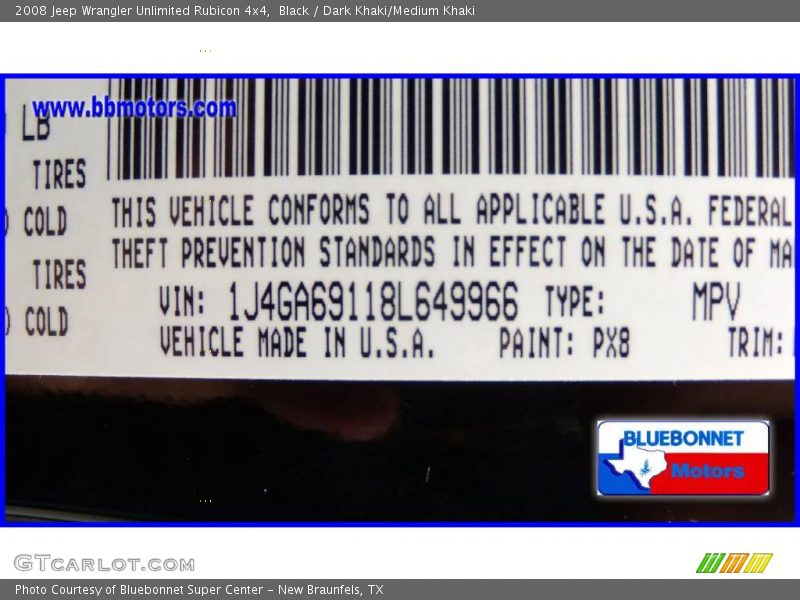 2008 Jeep Wrangler Unlimited Rubicon 4x4,  Black / Dark Khaki/Medium Khaki
www.bbmotors.com
LB
TIRES
COLD
THIS VEHICLE CONFORMS TO ALL APPLICABLE U.S.A. FEDERAL
THEFT PREVENTION STANDARDS IN EFFECT ON THE DATE OF MA
TIRES
VIN: 1J4GA69118L649966 TYPE: MPV
COLD
VEHICLE MADE IN U.S.A. PAINT: PX8 TRIM:
BLUEBONNET
Motors
GTCARLOT.COM
Photo Courtesy of Bluebonnet Super Center - New Braunfels, TX